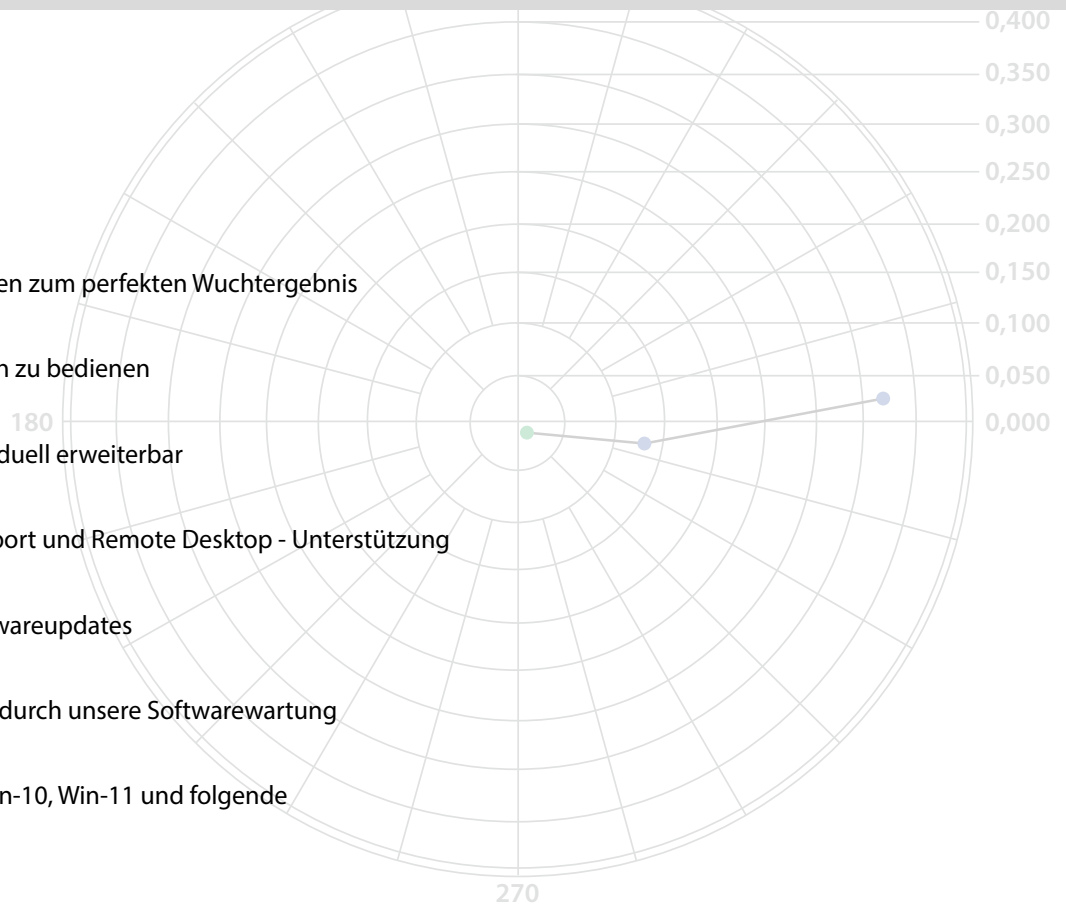 0,400
0,350
0,300
0,250
0,200
en zum perfekten Wuchtergebnis
0,150
0,100
n zu bedienen
0,050
180
0,000
duell erweiterbar
port und Remote Desktop - Unterstützung
wareupdates
durch unsere Softwarewartung
n-10, Win-11 und folgende
270